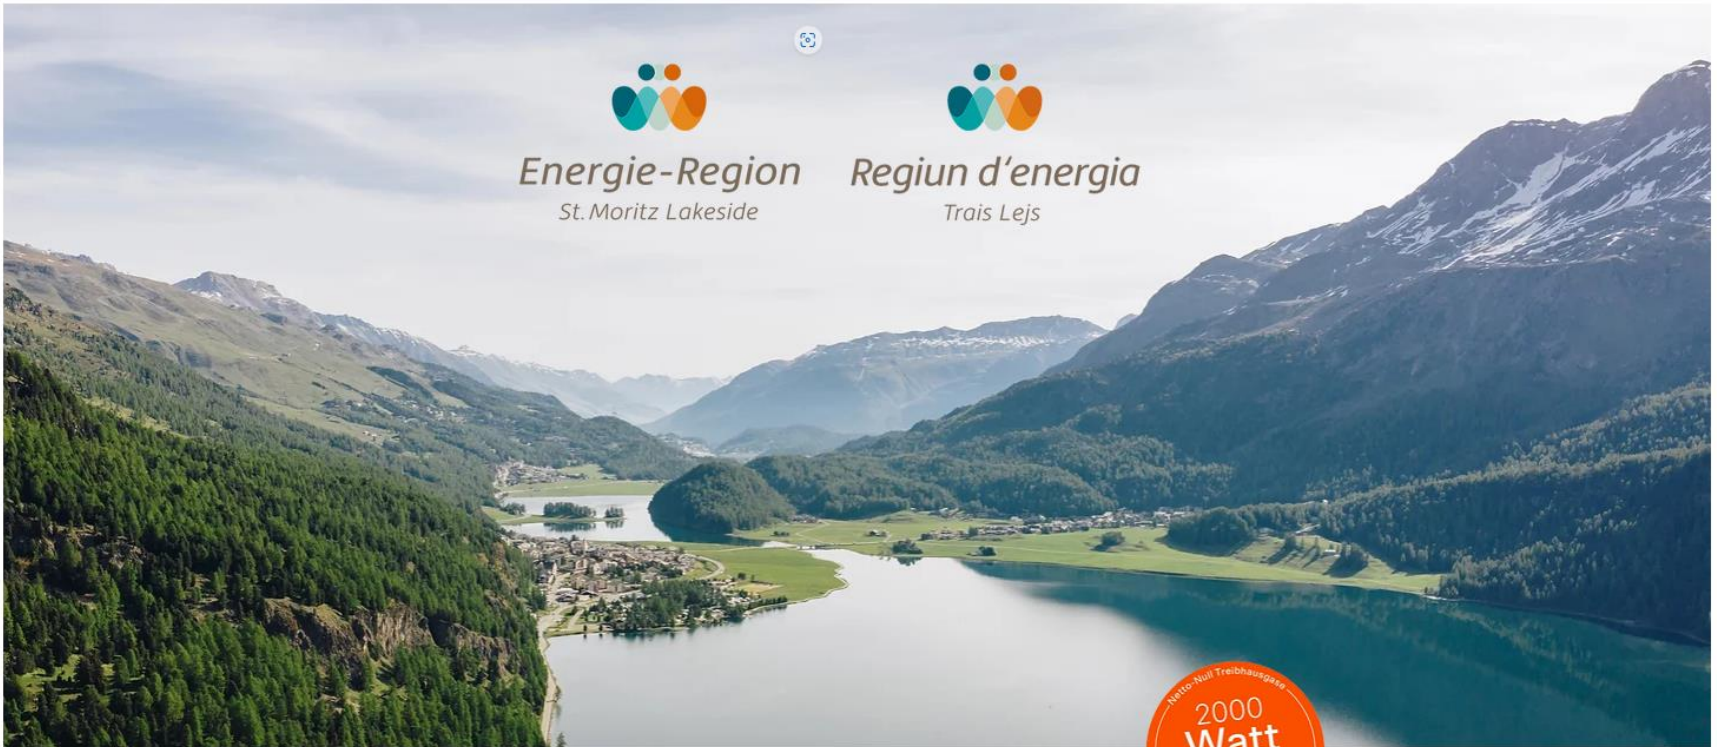 Energie-Region
St. Moritz Lakeside
Regiun d'energia
Trais Lejs
Netto-Null Treibhausgase
2000
Watt